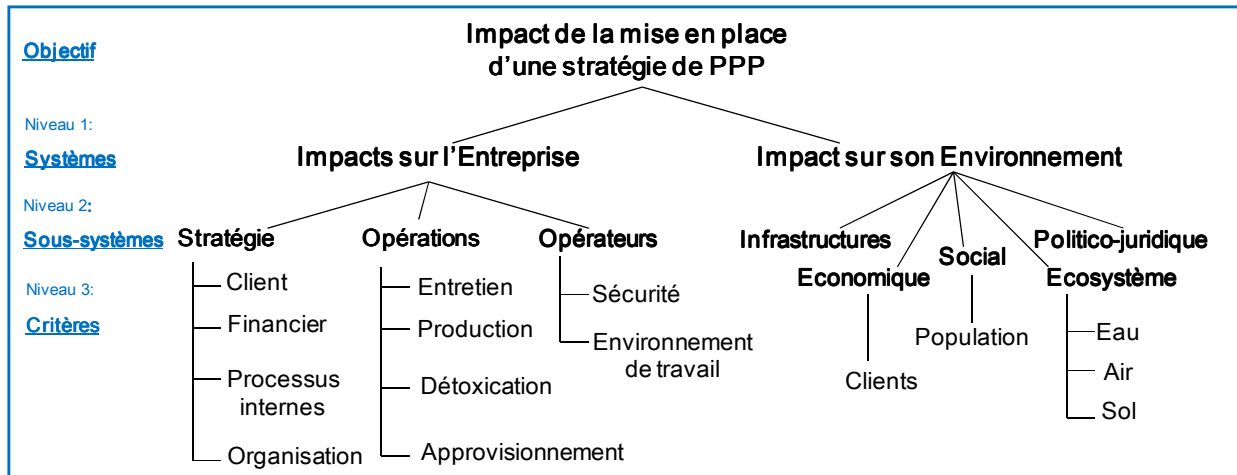 Impact de la mise en place
d'une stratégie de PPP
Objectif
Niveau 1:
Systèmes
Impacts sur l'Entreprise
Impact sur son Environnement
Niveau 2:
Sous-systèmes
Stratégie
Opérations
Opérateurs
Infrastructures
Politico-juridique
Social
Economique
Ecosystème
Niveau 3:
Critères
Client
Financier
Processus
internes
Organisation
Entretien
Production
Détoxication
Approvisionnement
Sécurité
Environnement
de travail
Clients
Population
Eau
Air
Sol